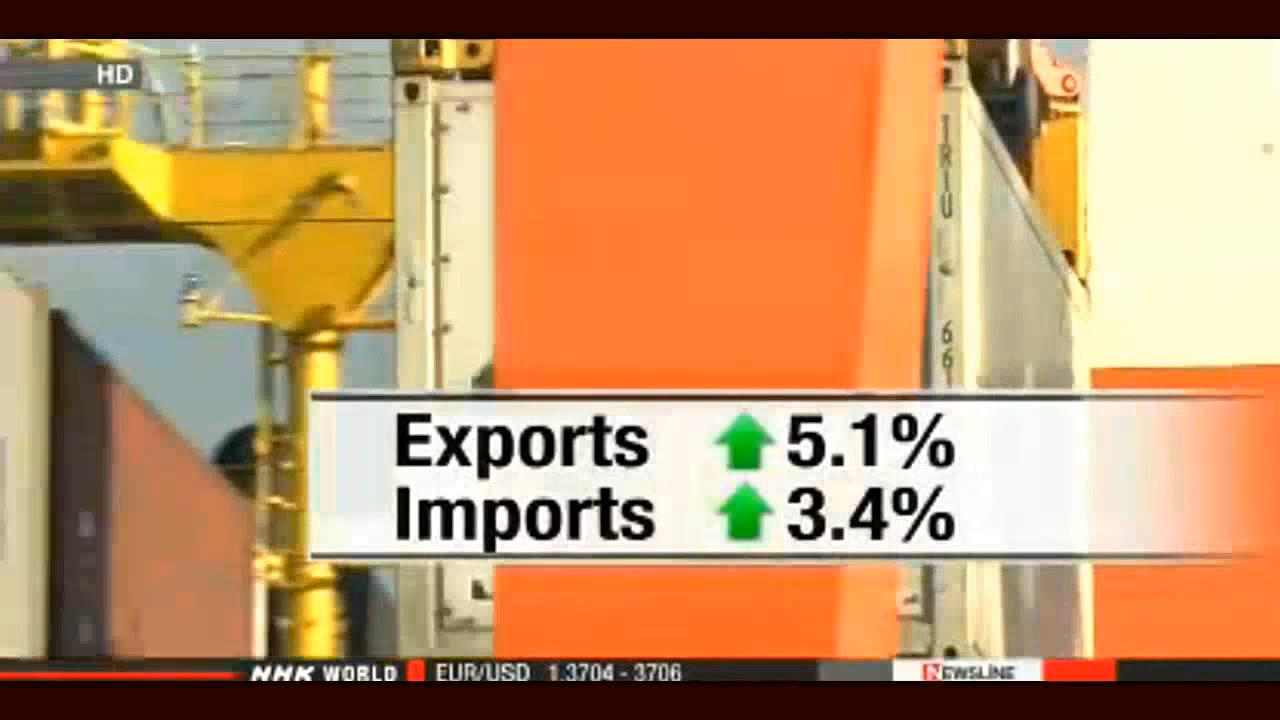 HD
Exports 5.1%
Imports 3.4%
NHK WORLD EUR/USD 1.3704 - 3706 NEWSLINE